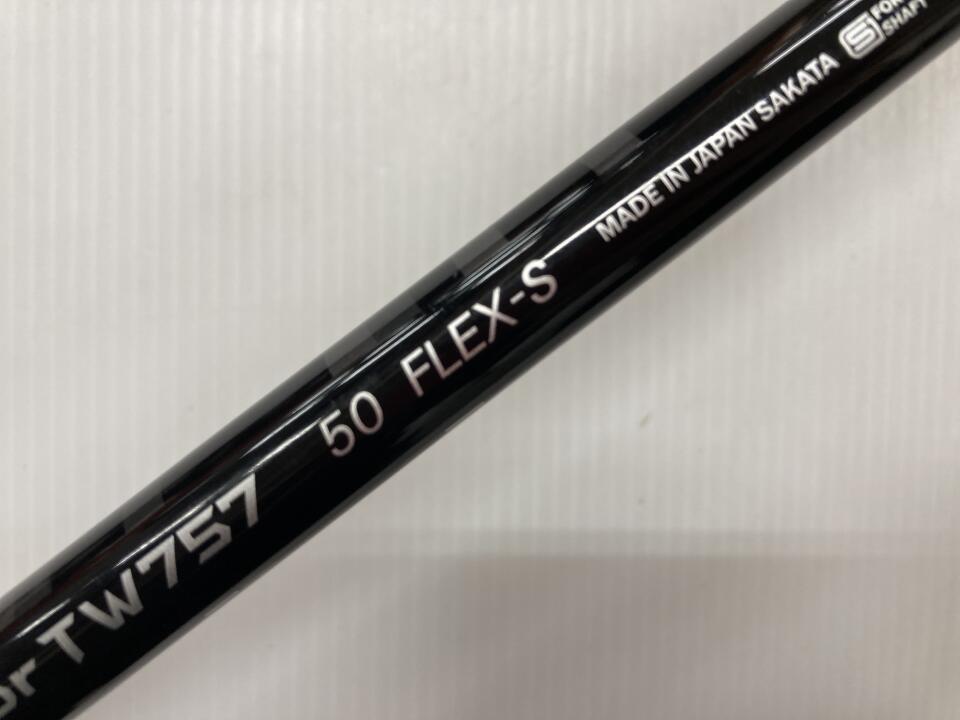 TW757 50 FLEX-S MADE IN JAPAN SAKATA S
SHAFT